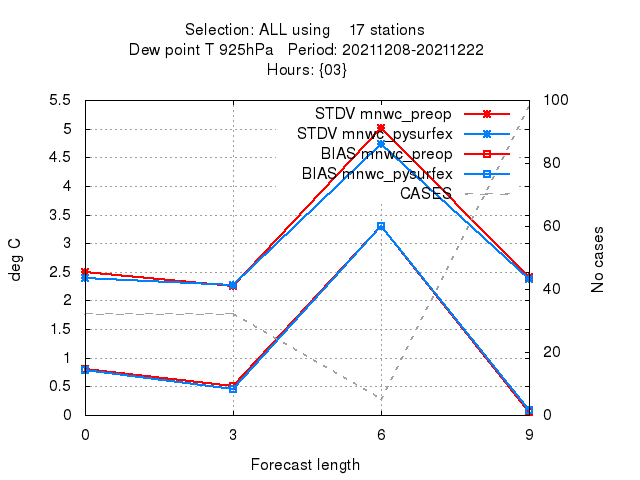 Selection: ALL using 17 stations
Dew point T 925hPa Period: 20211208-20211222
Hours: {03}
STDV mnwc_preop
STDV mnwc_pysurfex
BIAS mnwc_preop
BIAS mnwc_pysurfex
CASES
5.5
5
4.5
4
3.5
3
2.5
2
1.5
1
0.5
0
100
80
60
40
20
0
deg C
No cases
0 3 6 9
Forecast length